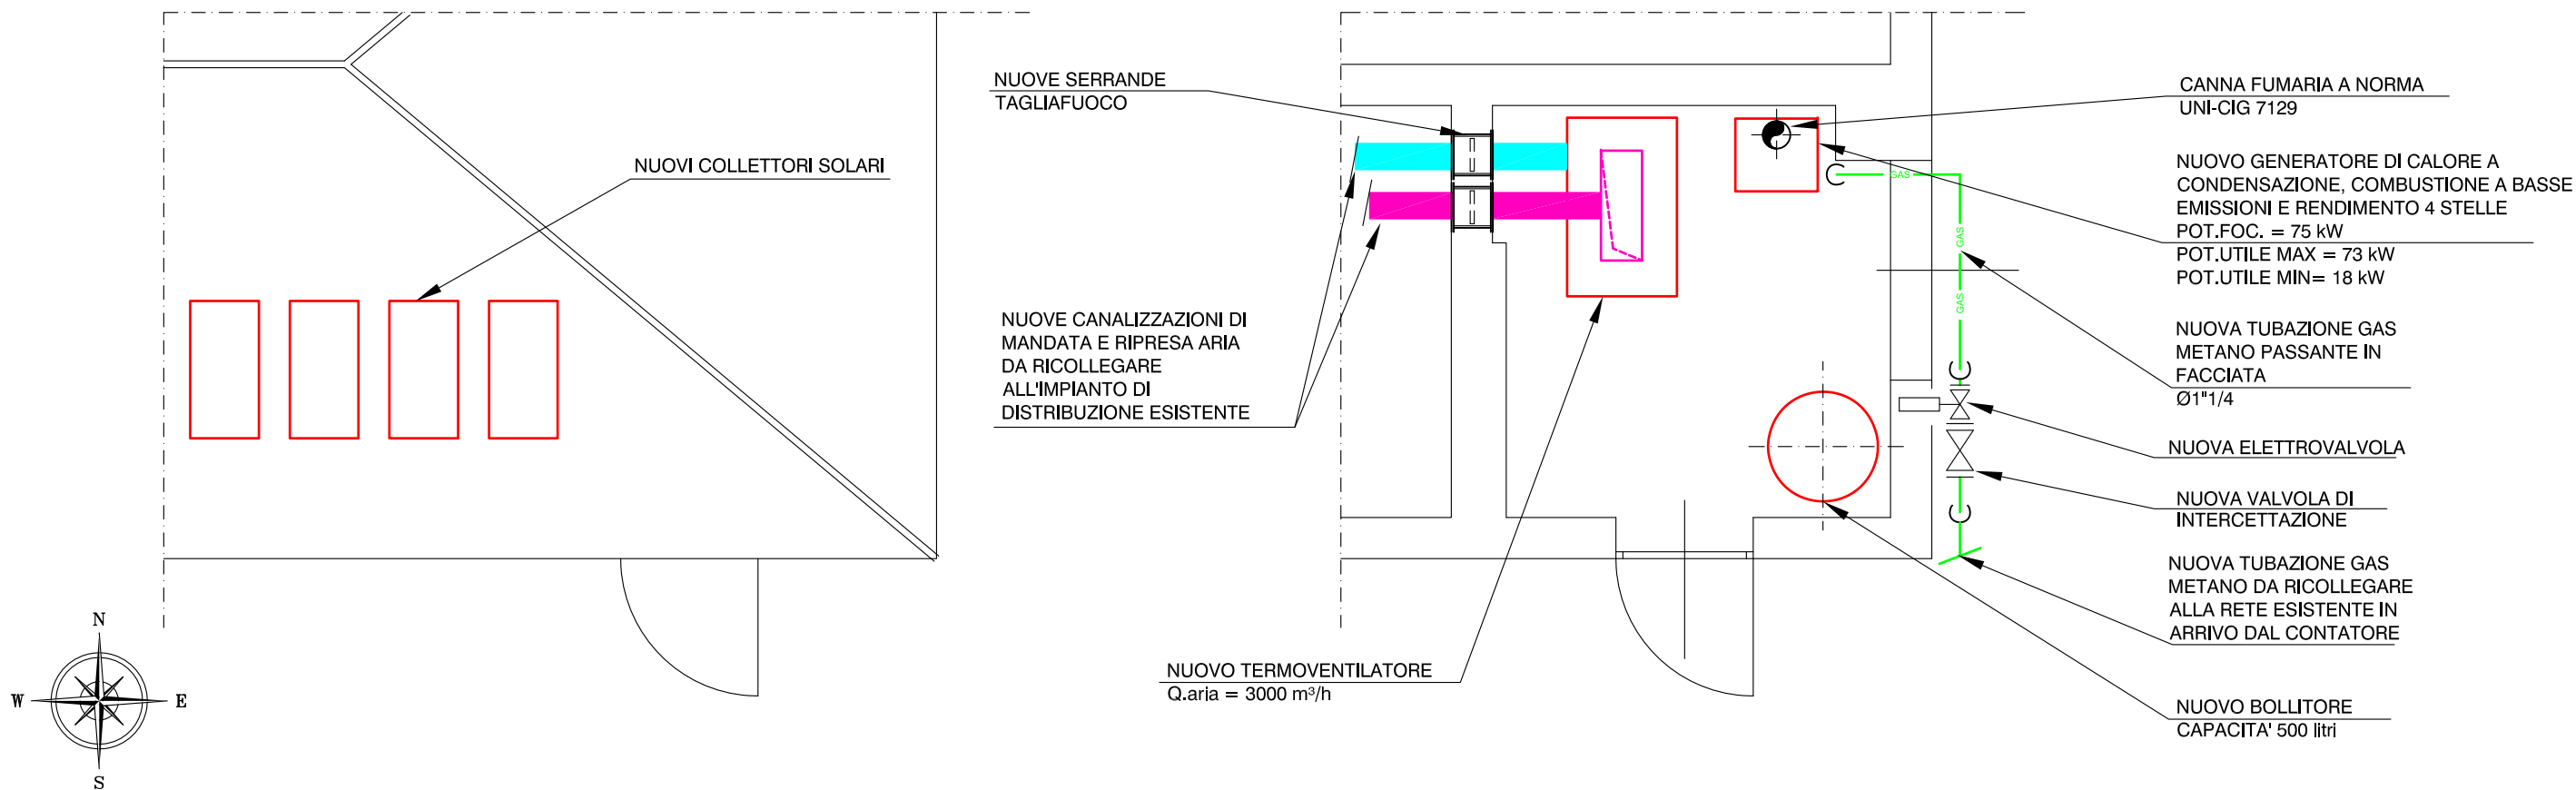 NUOVI COLLETTORI SOLARI
N
W
E
S
NUOVE SERRANDE
TAGLIAFUOCO
NUOVE CANALIZZAZIONI DI
MANDATA E RIPRESA ARIA
DA RICOLLEGARE
ALL'IMPIANTO DI
DISTRIBUZIONE ESISTENTE
NUOVO TERMOVENTILATORE
Q.aria = 3000 m³/h
GAS
GAS
GAS
CANNA FUMARIA A NORMA
UNI-CIG 7129
NUOVO GENERATORE DI CALORE A
CONDENSAZIONE, COMBUSTIONE A BASSE
EMISSIONI E RENDIMENTO 4 STELLE
POT.FOC. = 75 kW
POT.UTILE MAX = 73 kW
POT.UTILE MIN= 18 kW
NUOVA TUBAZIONE GAS
METANO PASSANTE IN
FACCIATA
Ø1"1/4
NUOVA ELETTROVALVOLA
NUOVA VALVOLA DI
INTERCETTAZIONE
NUOVA TUBAZIONE GAS
METANO DA RICOLLEGARE
ALLA RETE ESISTENTE IN
ARRIVO DAL CONTATORE
NUOVO BOLLITORE
CAPACITA' 500 litri